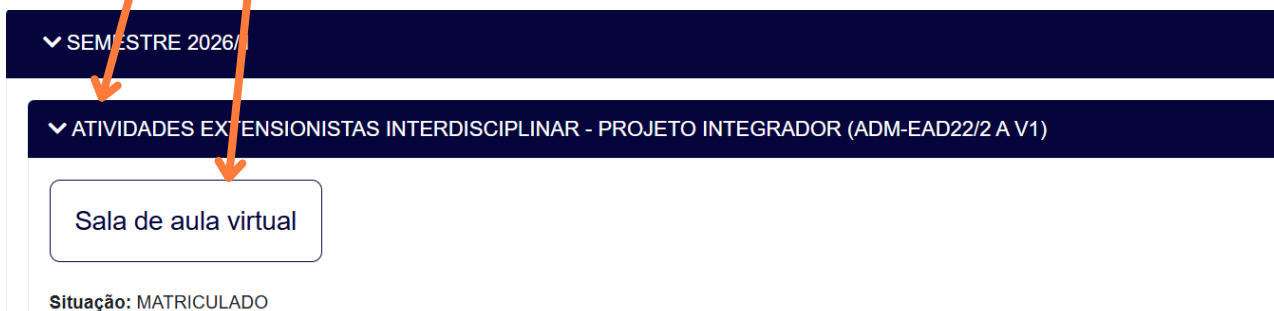 SEMESTRE 2026/1
ATIVIDADES EXTENSIONISTAS INTERDISCIPLINAR - PROJETO INTEGRADOR (ADM-EAD22/2 A V1)
Sala de aula virtual
Situação: MATRICULADO